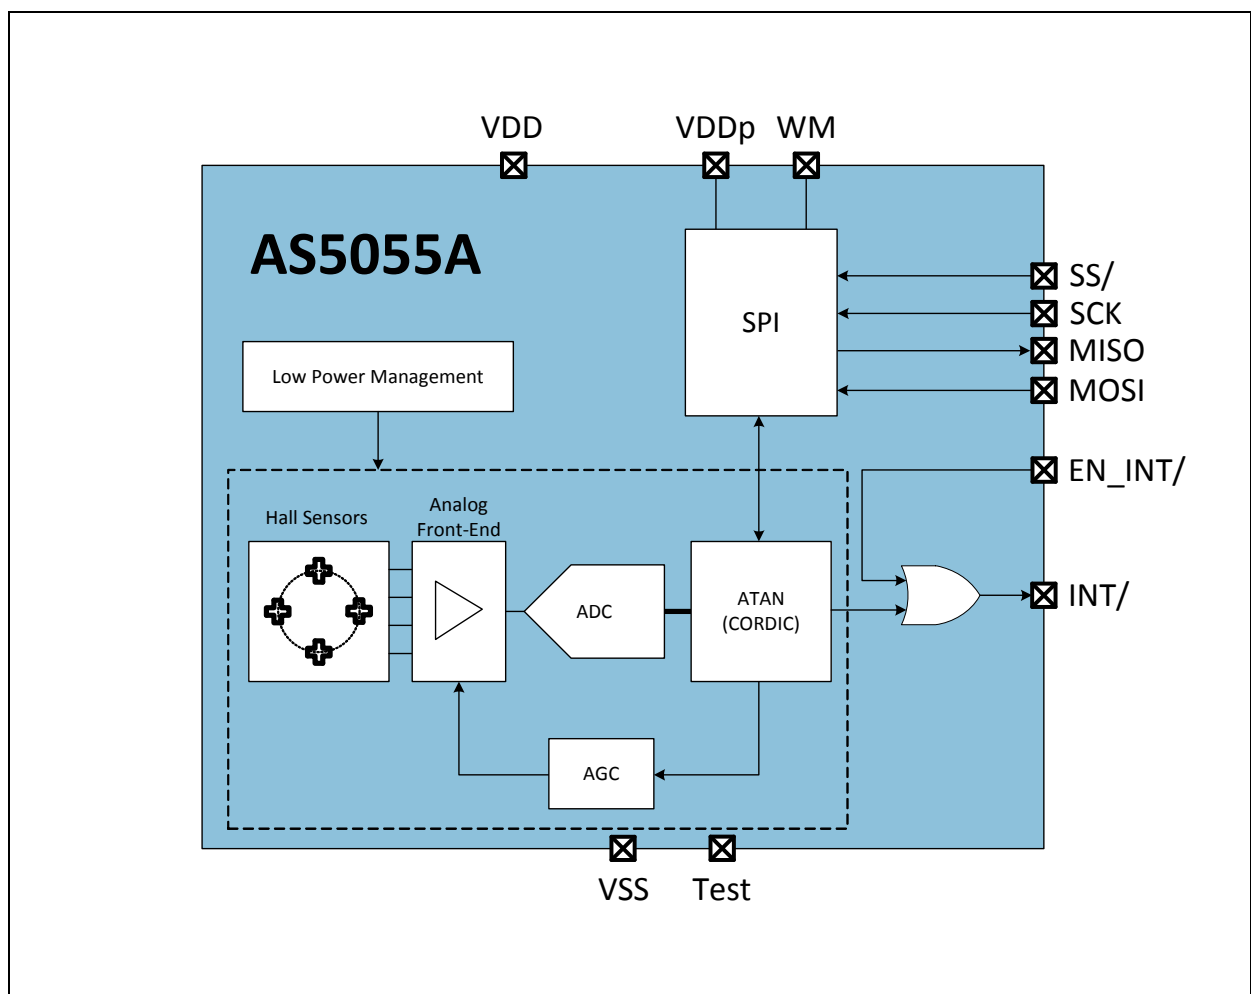 VDD
VDDp
WM
AS5055A
SS/
SCK
MISO
MOSI
SPI
Low Power Management
EN_INT/
Hall Sensors
Analog
Front-End
ADC
ATAN
(CORDIC)
INT/
AGC
VSS
Test